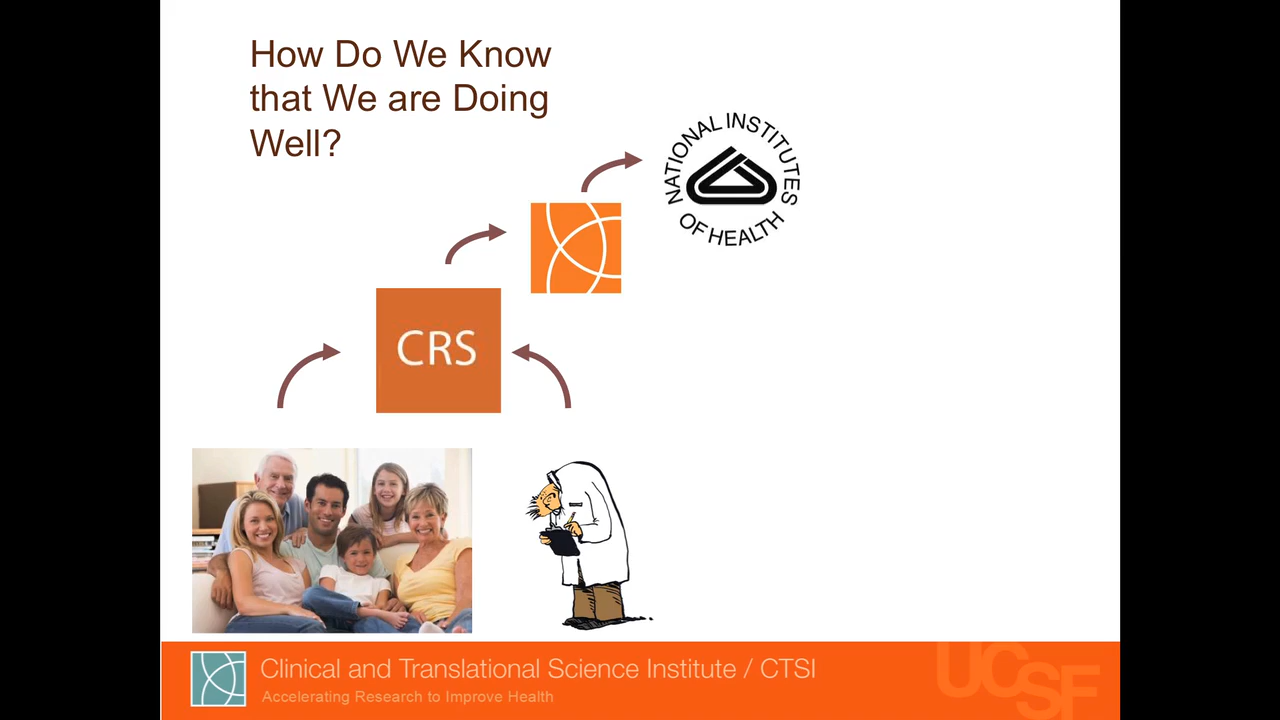 How Do We Know
that We are Doing
Well?
NATIONAL INSTITUTES
OF HEALTH
CRS
Clinical and Translational Science Institute / CTSI
Accelerating Research to Improve Health
UCSF